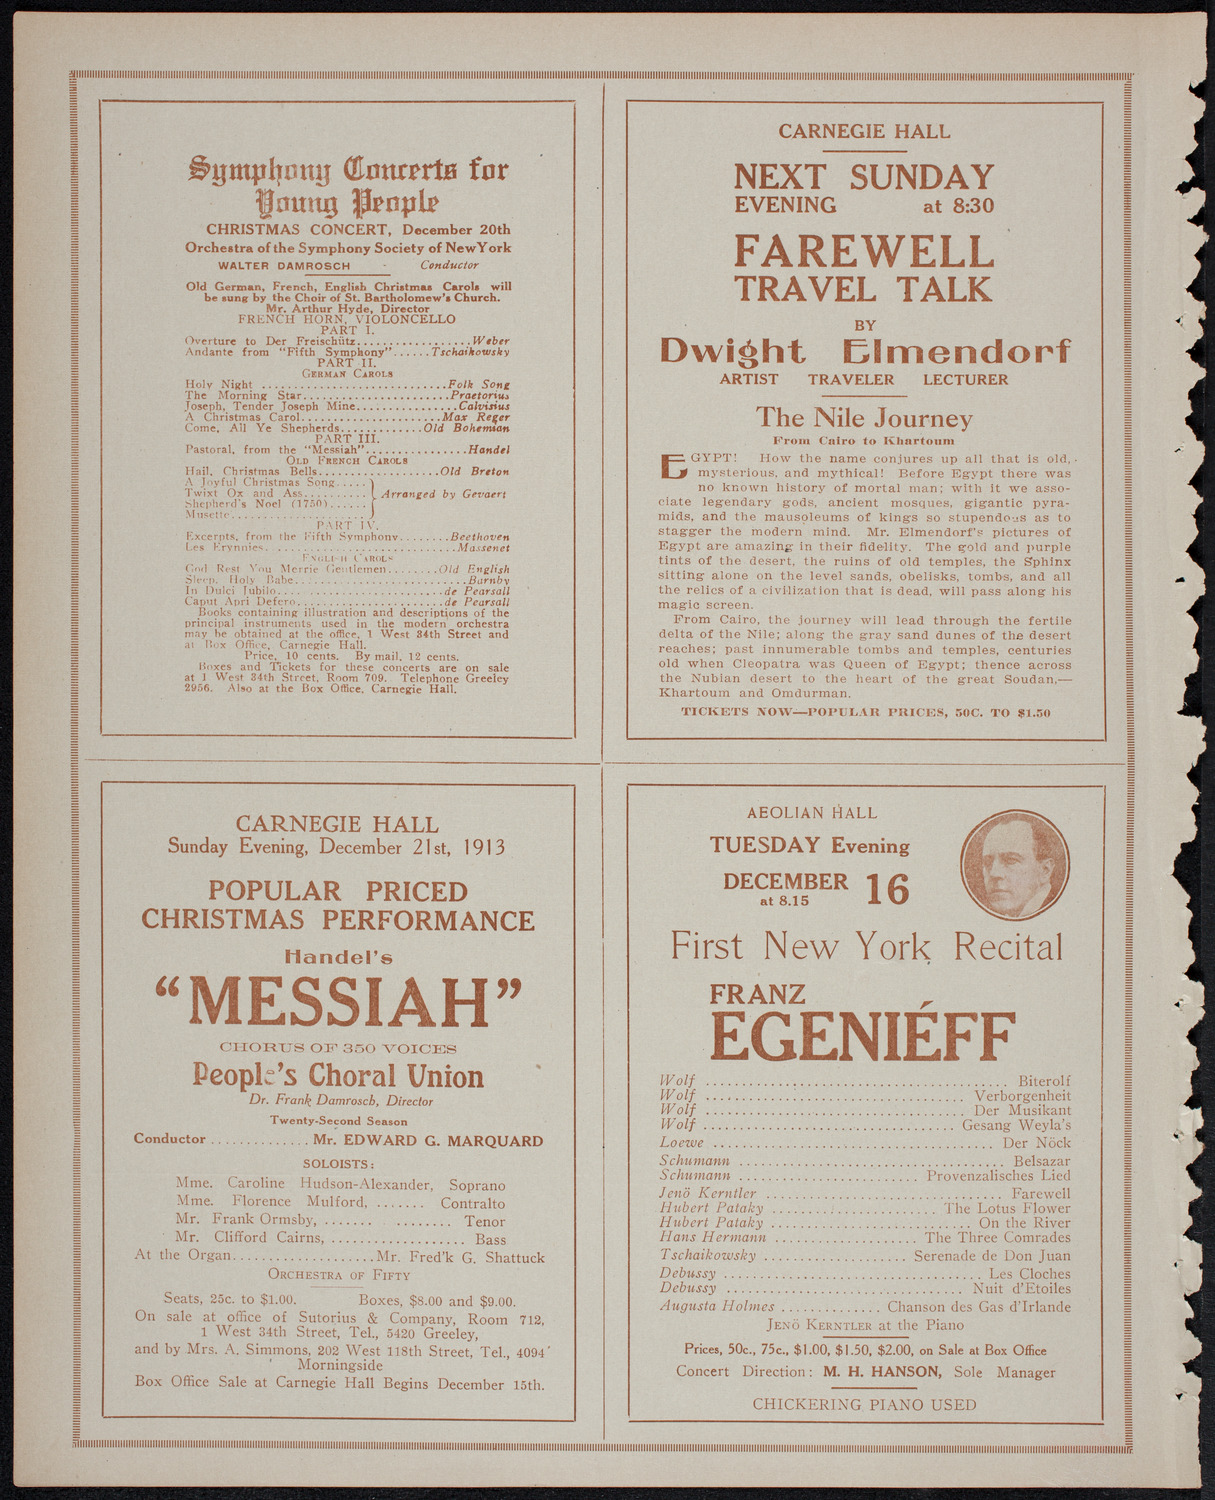 Symphony Concerts for
Young People
CHRISTMAS CONCERT, December 20th
Orchestra of the Symphony Society of New York
WALTER DAMROSCH - Conductor
Old German, French, English Christmas Carols will
be sung by the Choir of St. Bartholomew's Church.
Mr. Arthur Hyde, Director
FRENCH HORN, VIOLONCELLO
PART I.
Overture to Der Freischütz..................Weber
Andante from "Fifth Symphony"......Tschaikowsky
PART II.
GERMAN CAROLS
Holy Night .............................Folk Song
The Morning Star.......................Praetorius
Joseph, Tender Joseph Mine................Calvisius
A Christmas Carol......................Max Reger
Come, All Ye Shepherds.............Old Bohemian
PART III.
Pastoral, from the "Messiah"................Handel
OLD FRENCH CAROLS
Hail, Christmas Bells...................Old Breton
A Joyful Christmas Song.....
Twixt Ox and Ass.......... Arranged by Gevaert
Shepherd's Noel (1750)......
Musette......................
PART IV.
Excerpts, from the Fifth Symphony........Beethoven
Les Erynnies..............................Massenet
ENGLISH CAROLS
God Rest You Merrie Gentlemen........Old English
Sleep, Holy Babe...........................Barnby
In Dulci Jubilo..........................de Pearsall
Caput Apri Defero.......................de Pearsall
Books containing illustration and descriptions of the
principal instruments used in the modern orchestra
may be obtained at the office, 1 West 34th Street and
at Box Office, Carnegie Hall.
Price, 10 cents. By mail, 12 cents.
Boxes and Tickets for these concerts are on sale
at 1 West 34th Street, Room 709. Telephone Greeley
2956. Also at the Box Office, Carnegie Hall.
CARNEGIE HALL
NEXT SUNDAY
EVENING at 8:30
FAREWELL
TRAVEL TALK
BY
Dwight Elmendorf
ARTIST TRAVELER LECTURER
The Nile Journey
From Cairo to Khartoum
EGYPT! How the name conjures up all that is old,
mysterious, and mythical! Before Egypt there was
no known history of mortal man; with it we asso-
ciate legendary gods, ancient mosques, gigantic pyra-
mids, and the mausoleums of kings so stupendous as to
stagger the modern mind. Mr. Elmendorf's pictures of
Egypt are amazing in their fidelity. The gold and purple
tints of the desert, the ruins of old temples, the Sphinx
sitting alone on the level sands, obelisks, tombs, and all
the relics of a civilization that is dead, will pass along his
magic screen.
From Cairo, the journey will lead through the fertile
delta of the Nile; along the gray sand dunes of the desert
reaches; past innumerable tombs and temples, centuries
old when Cleopatra was Queen of Egypt; thence across
the Nubian desert to the heart of the great Soudan,—
Khartoum and Omdurman.
TICKETS NOW—POPULAR PRICES, 50C. TO $1.50
CARNEGIE HALL
Sunday Evening, December 21st, 1913
POPULAR PRICED
CHRISTMAS PERFORMANCE
Handel's
"MESSIAH"
CHORUS OF 350 VOICES
People's Choral Union
Dr. Frank Damrosch, Director
Twenty-Second Season
Conductor .............. Mr. EDWARD G. MARQUARD
SOLOISTS:
Mme. Caroline Hudson-Alexander, Soprano
Mme. Florence Mulford, ....... Contralto
Mr. Frank Ormsby, ....... ......... Tenor
Mr. Clifford Cairns, ................... Bass
At the Organ....................Mr. Fred'k G. Shattuck
ORCHESTRA OF FIFTY
Seats, 25c. to $1.00. Boxes, $8.00 and $9.00.
On sale at office of Sutorius & Company, Room 712,
1 West 34th Street, Tel., 5420 Greeley,
and by Mrs. A. Simmons, 202 West 118th Street, Tel., 4094
Morningside
Box Office Sale at Carnegie Hall Begins December 15th.
AEOLIAN HALL
TUESDAY Evening
DECEMBER 16
at 8.15
First New York Recital
FRANZ
EGENIÉFF
Wolf ........................................ Biterolf
Wolf .................................. Verborgenheit
Wolf .................................. Der Musikant
Wolf ................................. Gesang Weyla's
Loewe ..................................... Der Nöck
Schumann ................................... Belsazar
Schumann ........................ Provenzalisches Lied
Jenö Kerntler ............................... Farewell
Hubert Pataky ...................... The Lotus Flower
Hubert Pataky .......................... On the River
Hans Hermann ................... The Three Comrades
Tschaikowsky ................... Serenade de Don Juan
Debussy .................................. Les Cloches
Debussy ............................... Nuit d'Etoiles
Augusta Holmes .............. Chanson des Gas d'Irlande
JENÖ KERNTLER at the Piano
Prices, 50c., 75c., $1.00, $1.50, $2.00, on Sale at Box Office
Concert Direction: M. H. HANSON, Sole Manager
CHICKERING PIANO USED